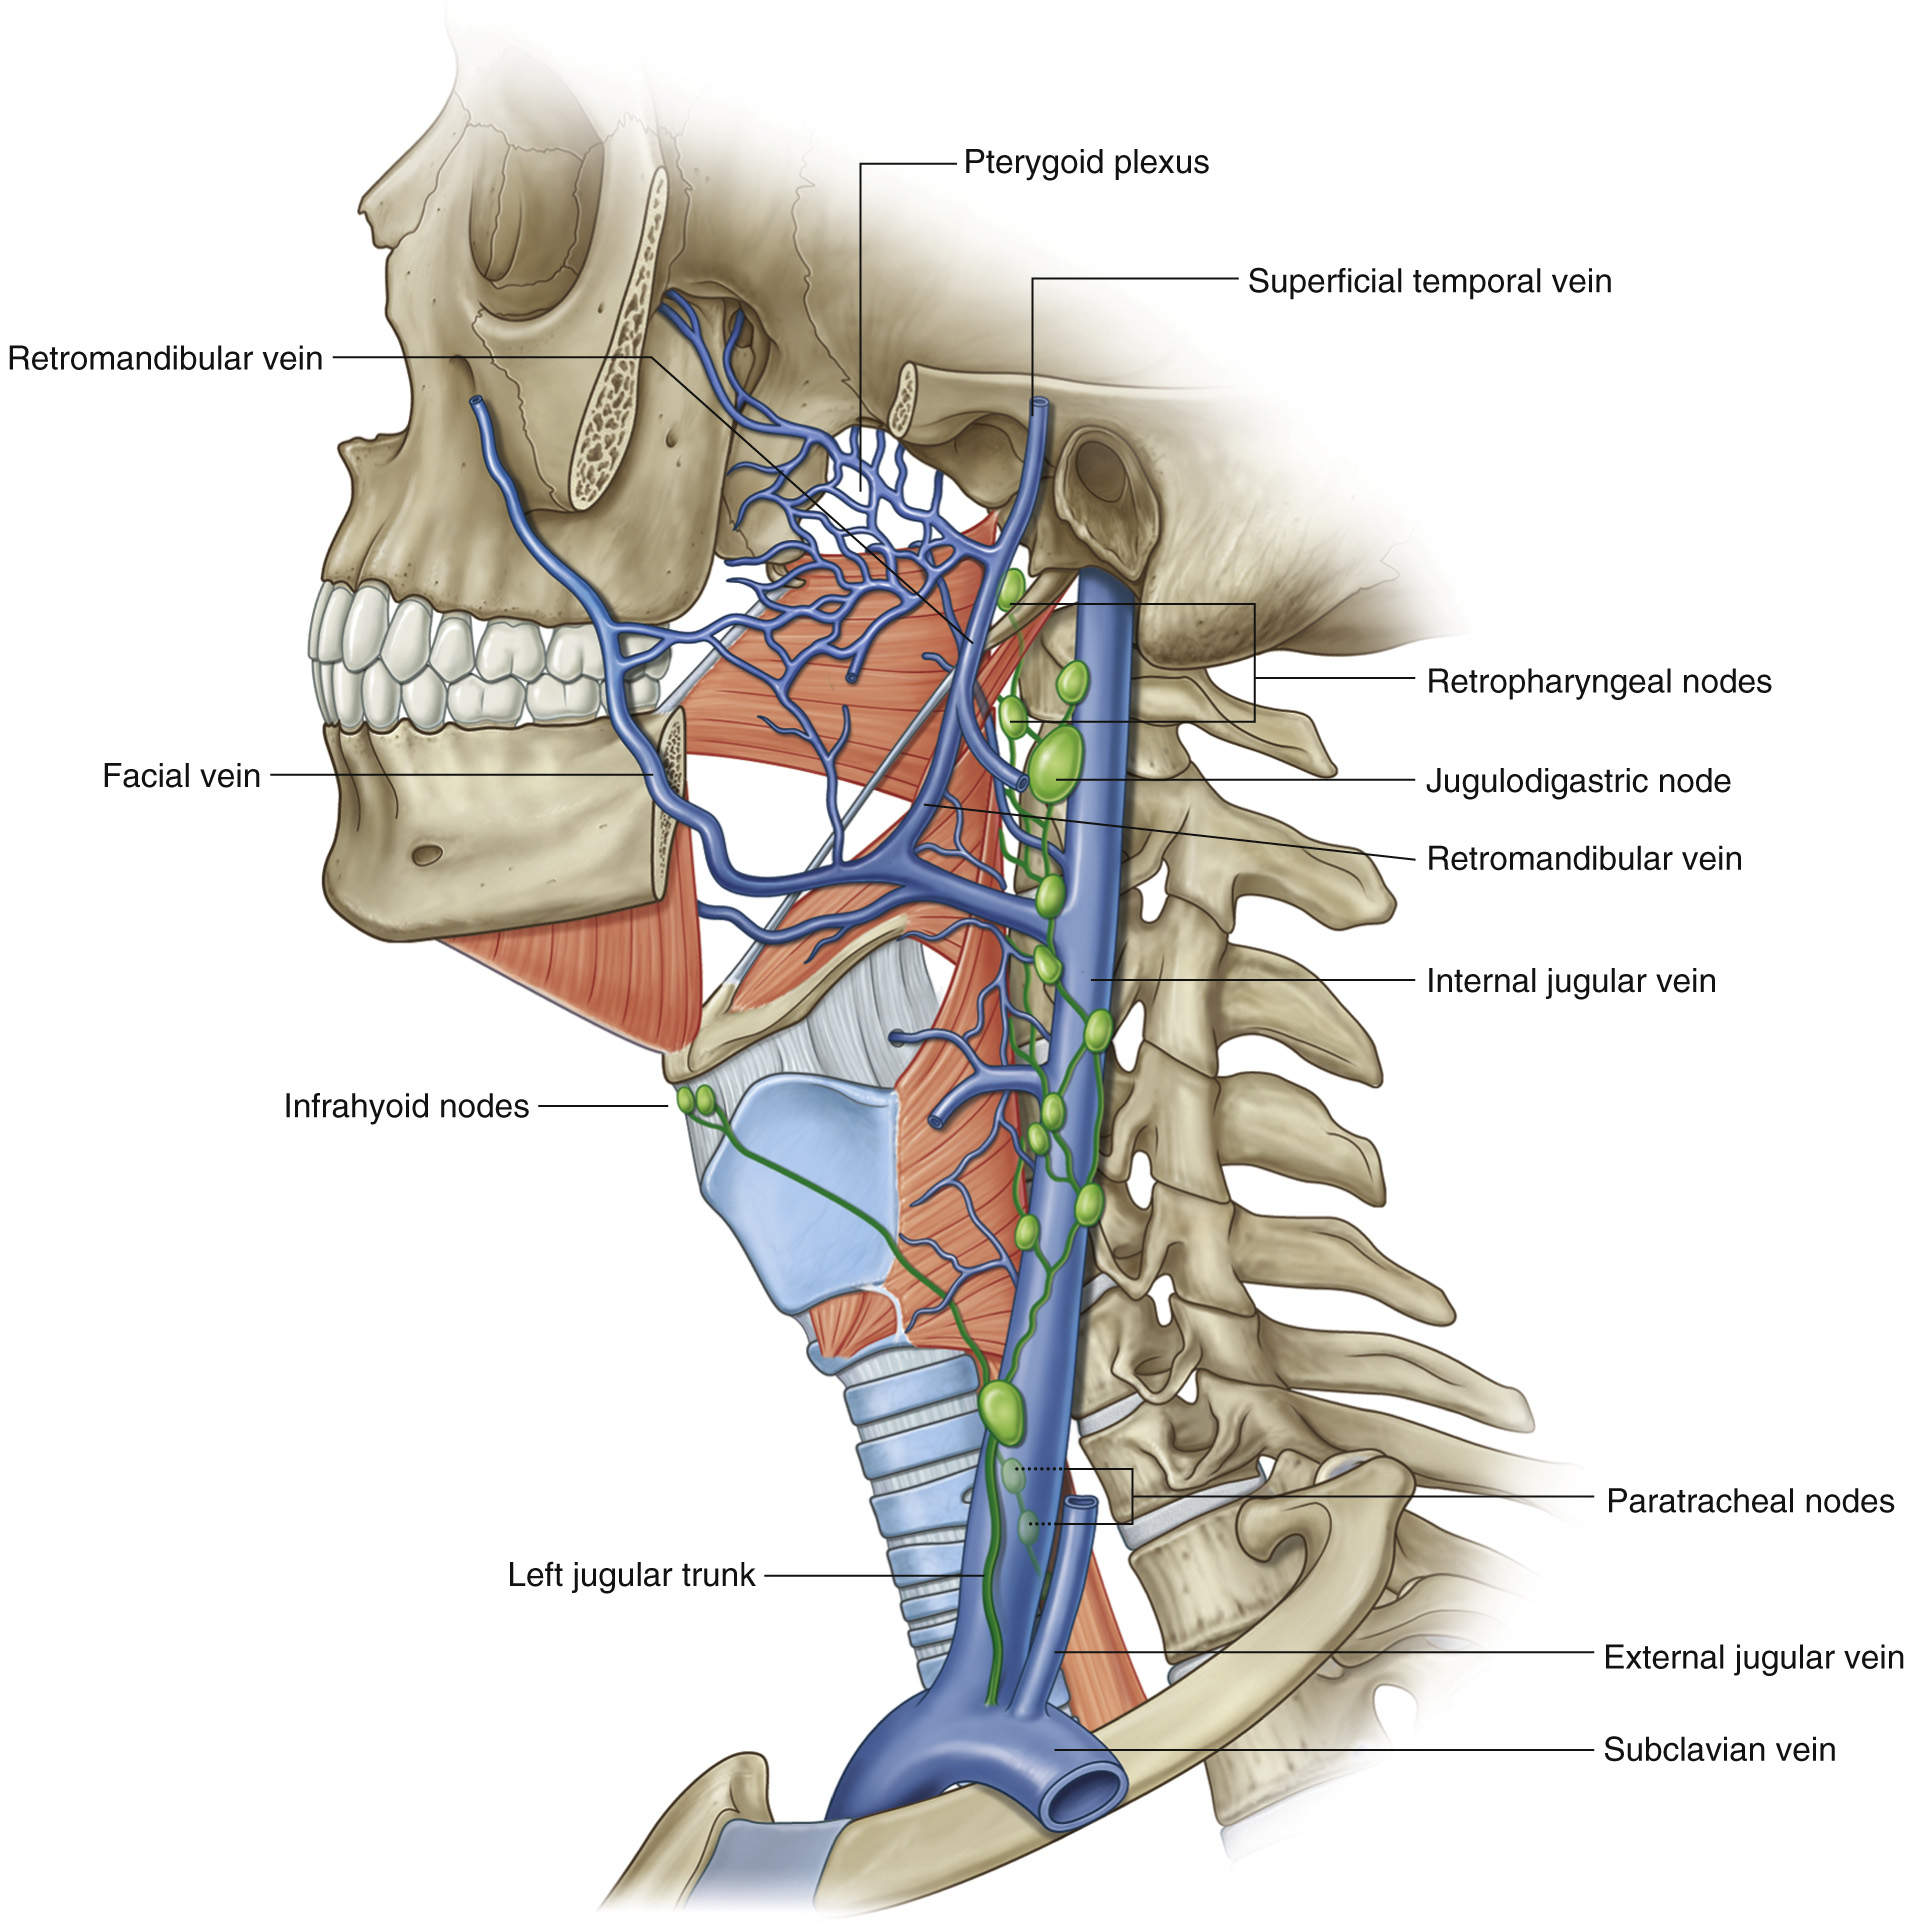 Pterygoid plexus
Superficial temporal vein
Retromandibular vein
Retropharyngeal nodes
Facial vein
Jugulodigastric node
Retromandibular vein
Internal jugular vein
Infrahyoid nodes
Paratracheal nodes
Left jugular trunk
External jugular vein
Subclavian vein